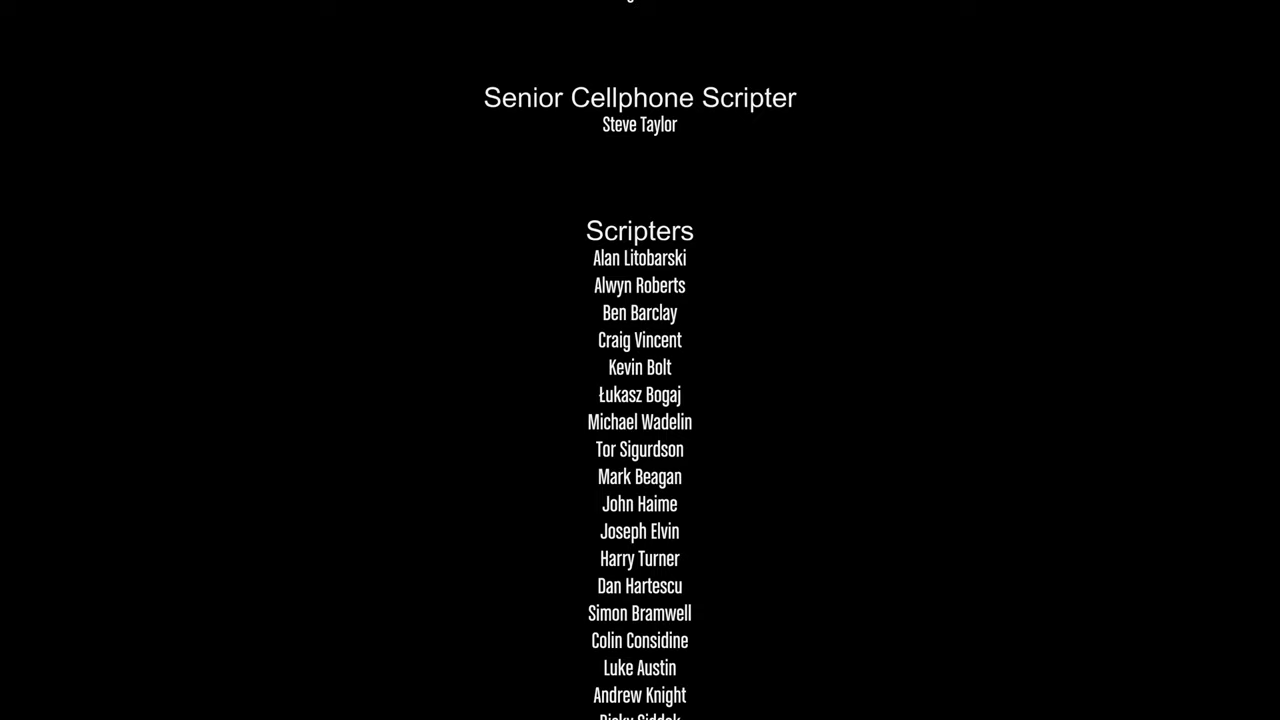 Senior Cellphone Scripter
Steve Taylor
Scripters
Alan Litobarski
Alwyn Roberts
Ben Barclay
Craig Vincent
Kevin Bolt
Łukasz Bogaj
Michael Wadelin
Tor Sigurdson
Mark Beagan
John Haime
Joseph Elvin
Harry Turner
Dan Hartescu
Simon Bramwell
Colin Considine
Luke Austin
Andrew Knight